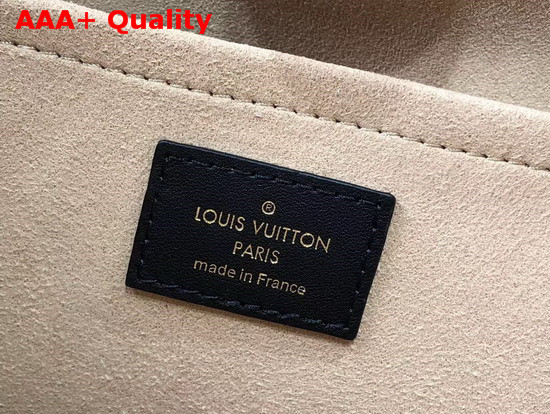 AAA+ Quality
®
LOUIS VUITTON
PARIS
made in France